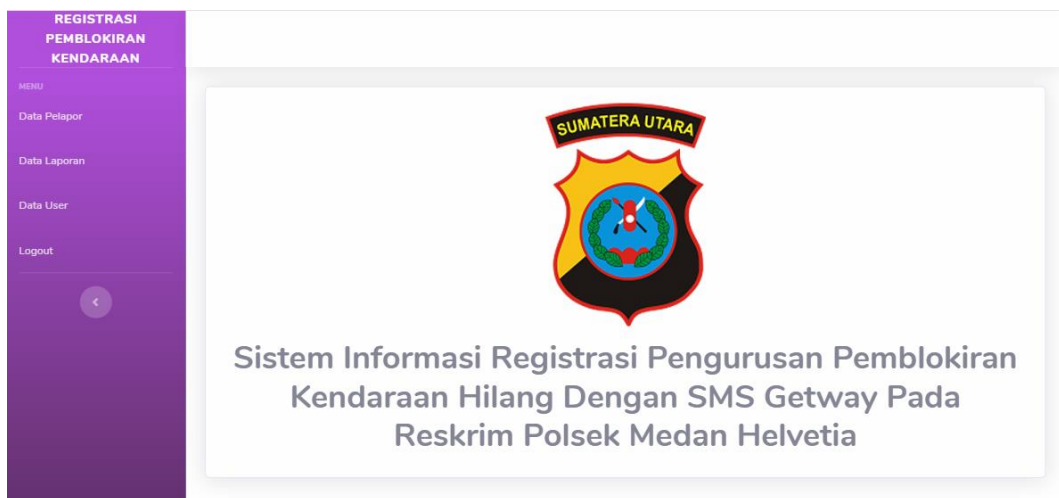 REGISTRASI
PEMBLOKIRAN
KENDARAAN
MENU
Data Pelapor
Data Laporan
Data User
Logout
SUMATERA UTARA
Sistem Informasi Registrasi Pengurusan Pemblokiran
Kendaraan Hilang Dengan SMS Getway Pada
Reskrim Polsek Medan Helvetia